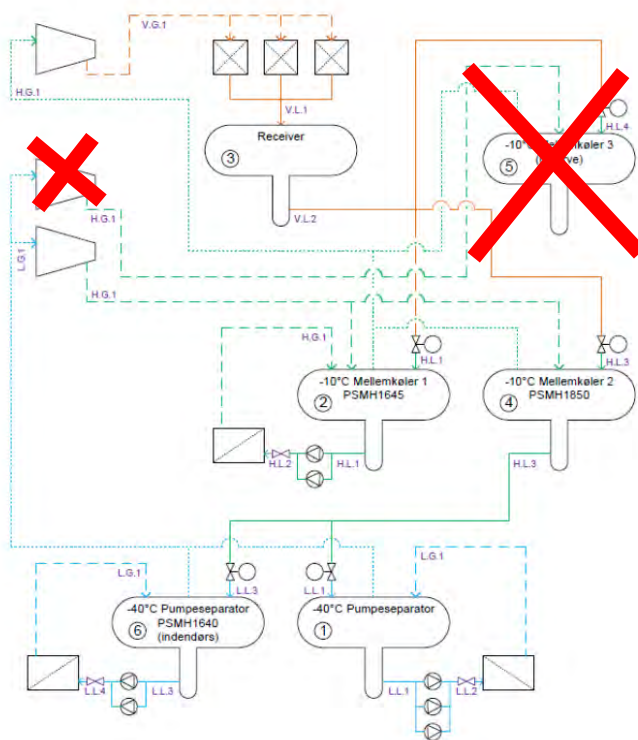 V.G.1
H.G.1
V.L.1
Receiver
3
V.L.2
H.L.4
-10°C Mellemkøler 3
5
H.G.1
L.G.1
H.G.1
H.G.1
H.L.1
H.L.3
-10°C Mellemkøler 1
PSMH1645
2
-10°C Mellemkøler 2
PSMH1850
4
H.L.2
H.L.1
H.L.3
L.G.1
L.L.3
L.L.1
L.G.1
-40°C Pumpeseparator
PSMH1640
(indendørs)
6
-40°C Pumpeseparator
1
L.L.4
L.L.3
L.L.1
L.L.2